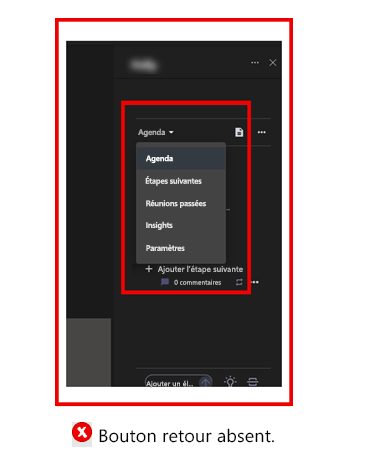 Agenda
Agenda
Étapes suivantes
Réunions passées
Insights
Paramètres
+ Ajouter l'étape suivante
0 commentaires
Ajouter un él...
Bouton retour absent.